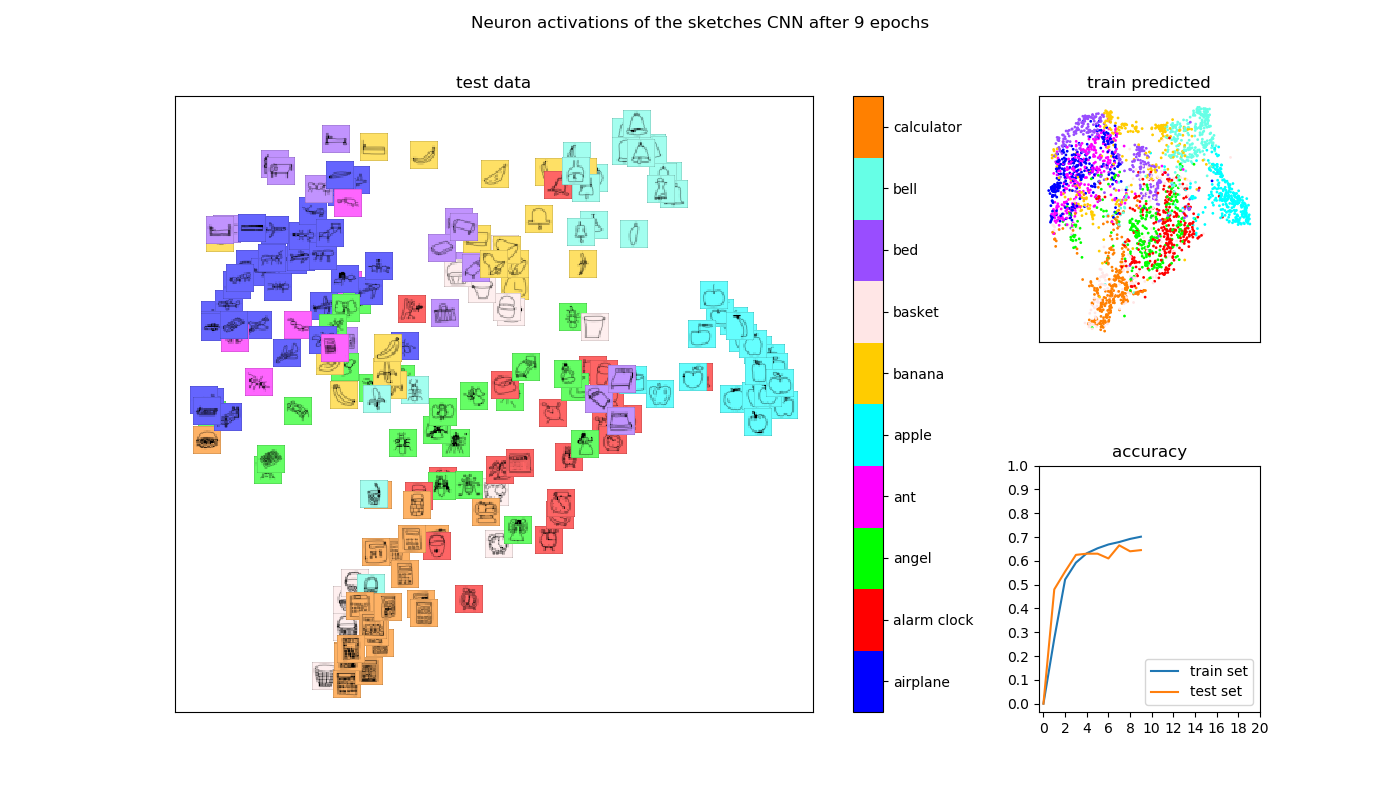 Neuron activations of the sketches CNN after 9 epochs
test data
calculator
bell
bed
basket
banana
apple
ant
angel
alarm clock
airplane
train predicted
accuracy
1.0
0.9
0.8
0.7
0.6
0.5
0.4
0.3
0.2
0.1
0.0
train set
test set
0 2 4 6 8 10 12 14 16 18 20